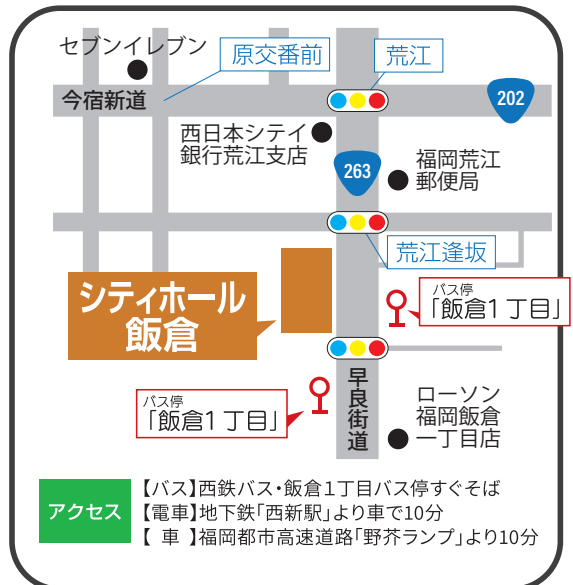 セブンイレブン
原交番前
荒江
今宿新道
202
西日本シテイ
銀行荒江支店
263
福岡荒江
郵便局
荒江逢坂
シティホール
飯倉
バス停
「飯倉1丁目」
バス停
「飯倉1丁目」
早良街道
ローソン
福岡飯倉
一丁目店
アクセス
【バス】西鉄バス・飯倉1丁目バス停すぐそば
【電車】地下鉄「西新駅」より車で10分
【 車 】福岡都市高速道路「野芥ランプ」より10分